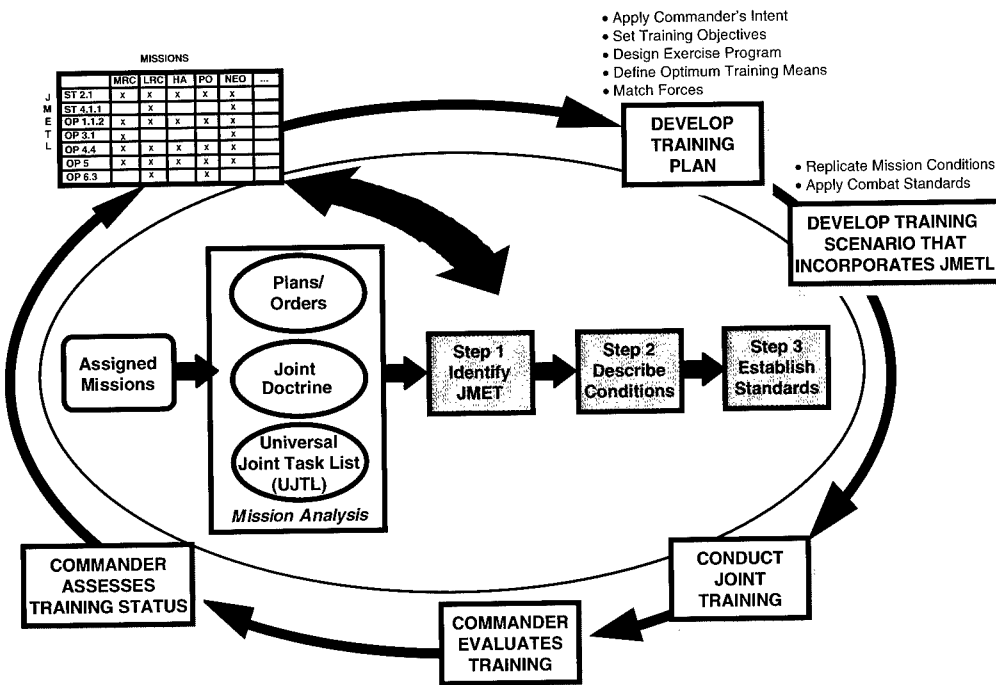 MISSIONS
MRC LRC HA PO NEO ...
J M E T L
ST 2.1 x x x x x
ST 4.1.1 x x
OP 1.1.2 x x x x x
OP 3.1 x x
OP 4.4 x x x x x
OP 5 x x x x x
OP 6.3 x x
• Apply Commander's Intent
• Set Training Objectives
• Design Exercise Program
• Define Optimum Training Means
• Match Forces
DEVELOP
TRAINING
PLAN
• Replicate Mission Conditions
• Apply Combat Standards
DEVELOP TRAINING
SCENARIO THAT
INCORPORATES JMETL
Assigned
Missions
Plans/
Orders
Joint
Doctrine
Universal
Joint Task List
(UJTL)
Mission Analysis
Step 1
Identify
JMET
Step 2
Describe
Conditions
Step 3
Establish
Standards
CONDUCT
JOINT
TRAINING
COMMANDER
EVALUATES
TRAINING
COMMANDER
ASSESSES
TRAINING STATUS